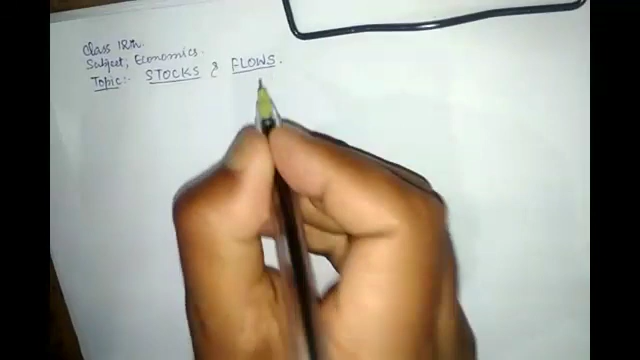 Class 12th.
Subject; Economics.
Topic:- STOCKS & FLOWS.